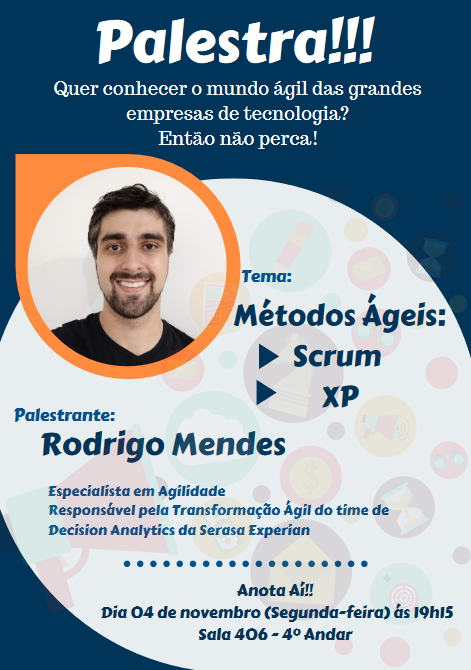 Palestra!!!
Quer conhecer o mundo ágil das grandes
empresas de tecnologia?
Então não perca!
Tema:
Métodos Ágeis:
Scrum
XP
Palestrante:
Rodrigo Mendes
Especialista em Agilidade
Responsável pela Transformação Ágil do time de
Decision Analytics da Serasa Experian
Anota Aí!!
Dia 04 de novembro (Segunda-feira) ás 19h15
Sala 406 - 4º Andar